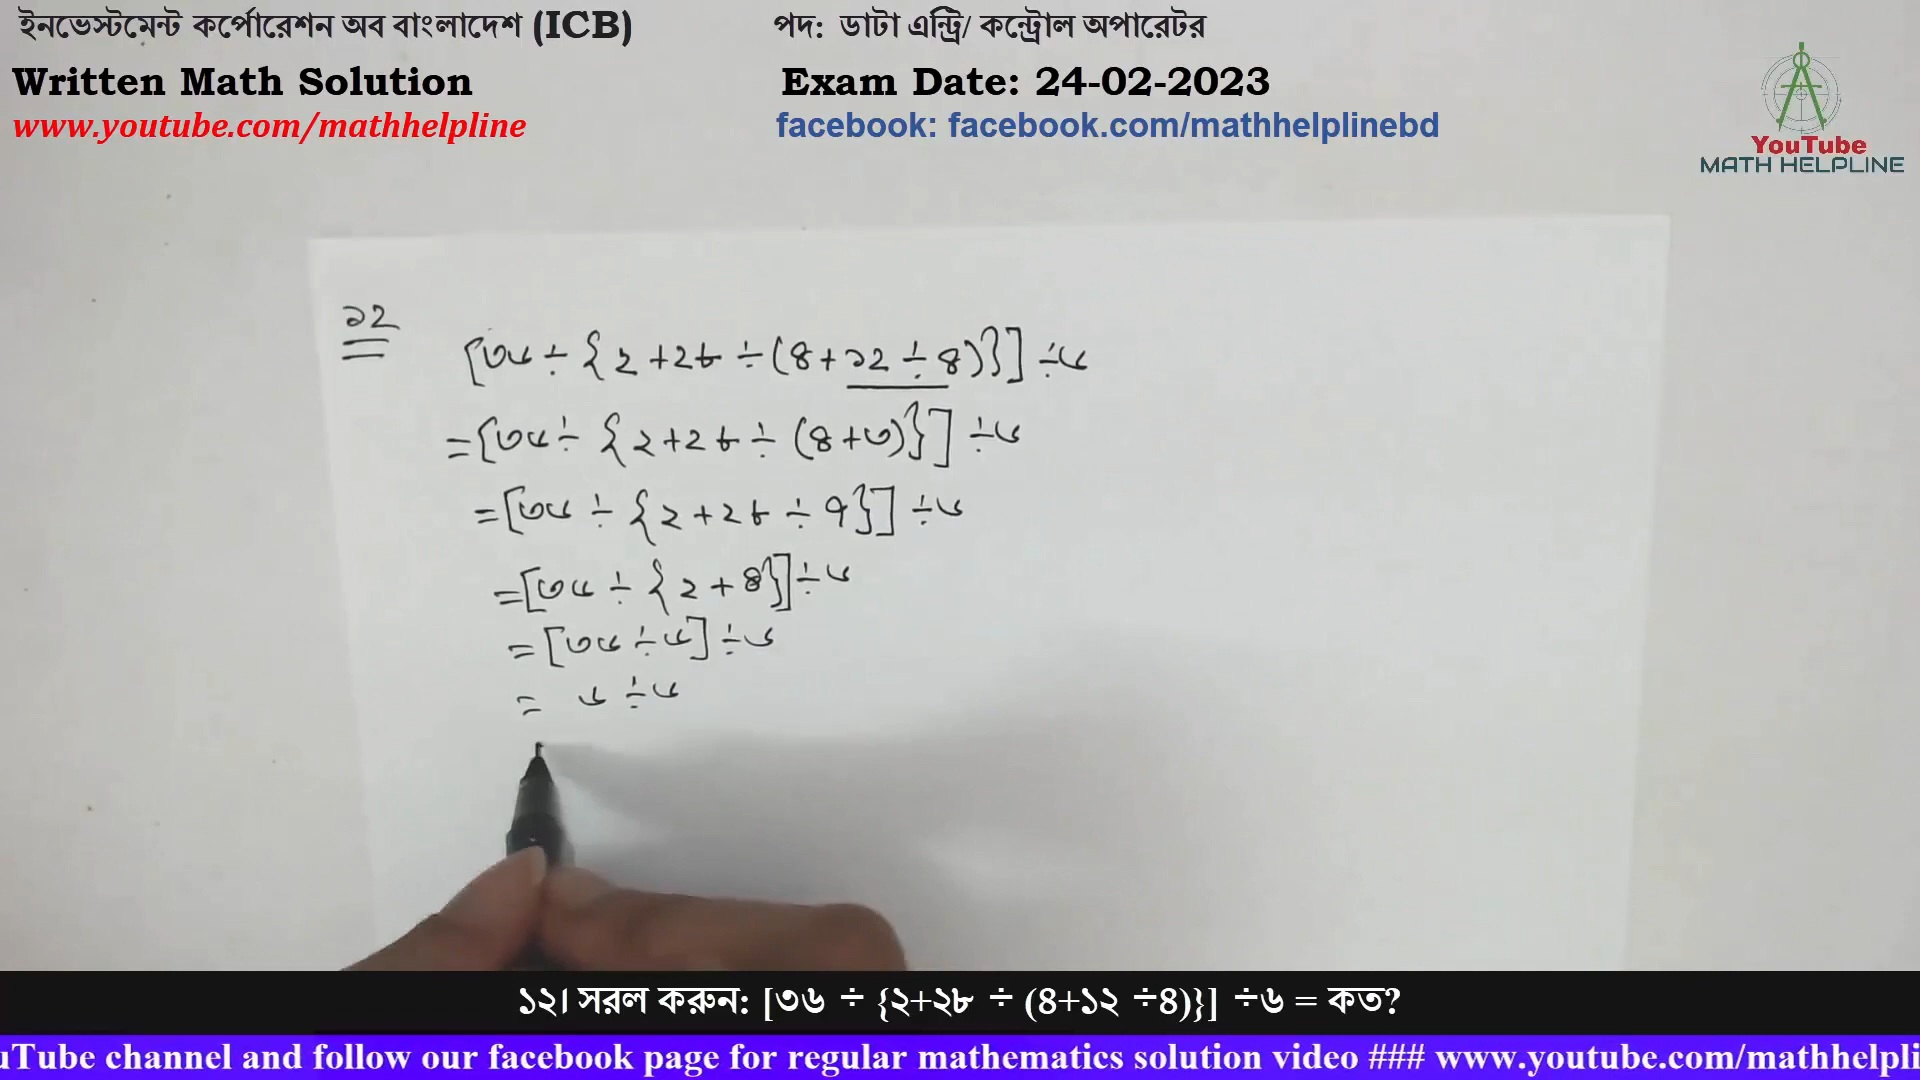 ইনভেস্টমেন্ট কর্পোরেশন অব বাংলাদেশ (ICB)
পদ: ডাটা এন্ট্রি/ কন্ট্রোল অপারেটর
Written Math Solution
Exam Date: 24-02-2023
www.youtube.com/mathhelpline
facebook: facebook.com/mathhelplinebd
YouTube
MATH HELPLINE
১২
[৩৬ ÷ {২+২৮ ÷ (৪+১২ ÷ ৪)}] ÷৬
= [৩৬ ÷ {২+২৮ ÷ (৪+৩)}] ÷৬
= [৩৬ ÷ {২+২৮ ÷ ৭}] ÷৬
= [৩৬ ÷ {২+৪}] ÷৬
= [৩৬ ÷৬] ÷৬
= ৬ ÷৬
১২। সরল করুন: [৩৬ ÷ {২+২৮ ÷ (৪+১২ ÷৪)}] ÷৬ = কত?
uTube channel and follow our facebook page for regular mathematics solution video ### www.youtube.com/mathhelpli